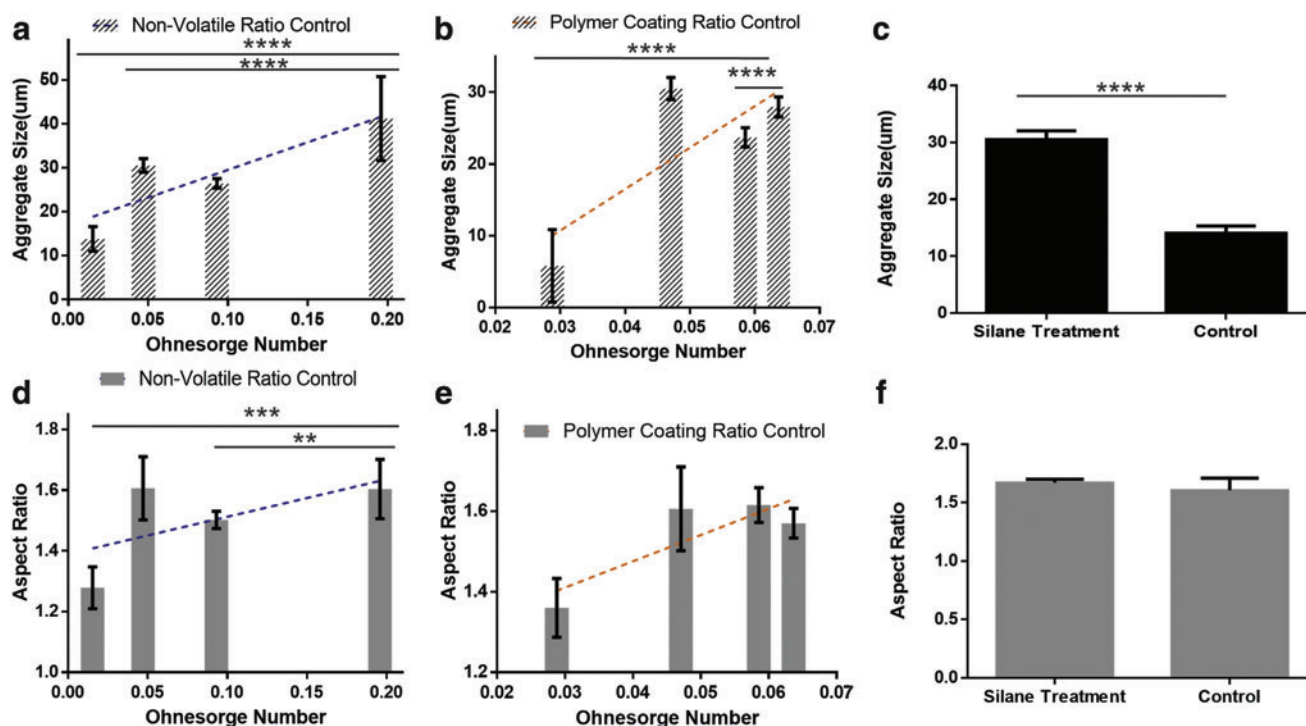 a
Non-Volatile Ratio Control
****
****
Aggregate Size(um)
50
40
30
20
10
0
0.00 0.05 0.10 0.15 0.20
Ohnesorge Number
b
Polymer Coating Ratio Control
****
****
Aggregate Size(um)
30
20
10
0
0.02 0.03 0.04 0.05 0.06 0.07
Ohnesorge Number
c
****
Aggregate Size(um)
40
30
20
10
0
Silane Treatment Control
d
Non-Volatile Ratio Control
***
**
Aspect Ratio
1.8
1.6
1.4
1.2
1.0
0.00 0.05 0.10 0.15 0.20
Ohnesorge Number
e
Polymer Coating Ratio Control
Aspect Ratio
1.8
1.6
1.4
1.2
0.02 0.03 0.04 0.05 0.06 0.07
Ohnesorge Number
f
Aspect Ratio
2.0
1.5
1.0
0.5
0.0
Silane Treatment Control